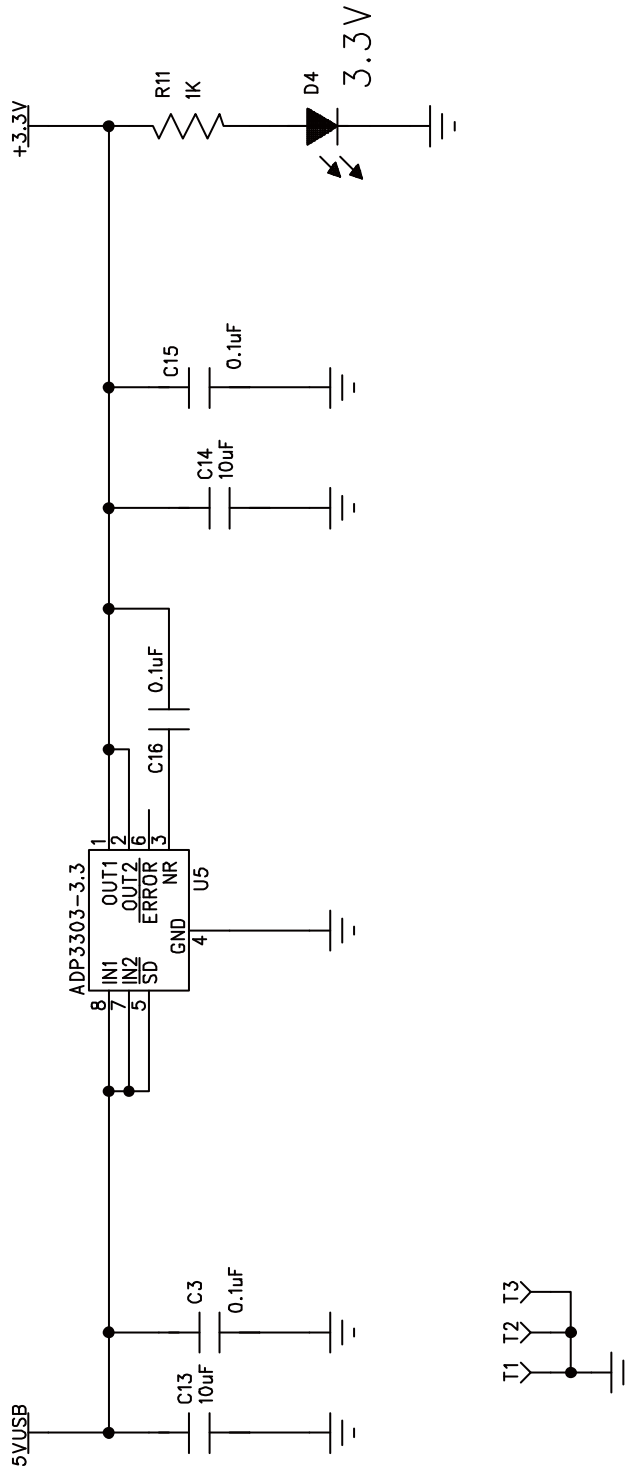 5VUSB
C13
10uF
C3
0.1uF
ADP3303-3.3
8
7
5
IN1
IN2
SD
GND
4
OUT1
OUT2
ERROR
NR
1
2
6
3
U5
C16
0.1uF
C14
10uF
C15
0.1uF
+3.3V
R11
1K
D4
3.3V
T1
T2
T3